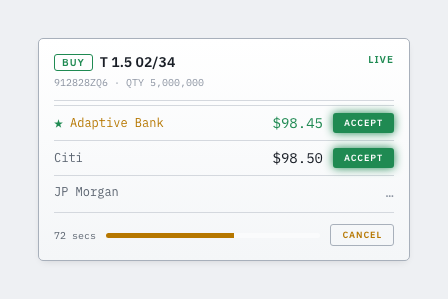 BUY T 1.5 02/34 LIVE
912828ZQ6 · QTY 5,000,000
★ Adaptive Bank $98.45 ACCEPT
Citi $98.50 ACCEPT
JP Morgan …
72 secs CANCEL